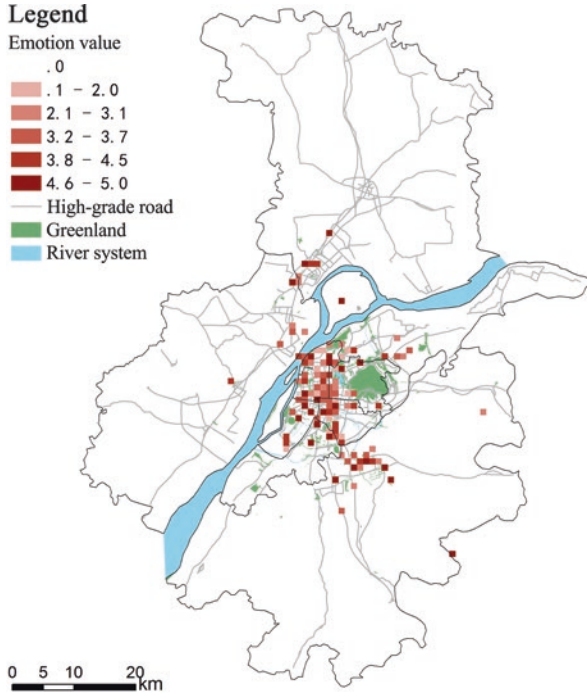 Legend
Emotion value
.0
.1 - 2.0
2.1 - 3.1
3.2 - 3.7
3.8 - 4.5
4.6 - 5.0
High-grade road
Greenland
River system
0 5 10 20
km